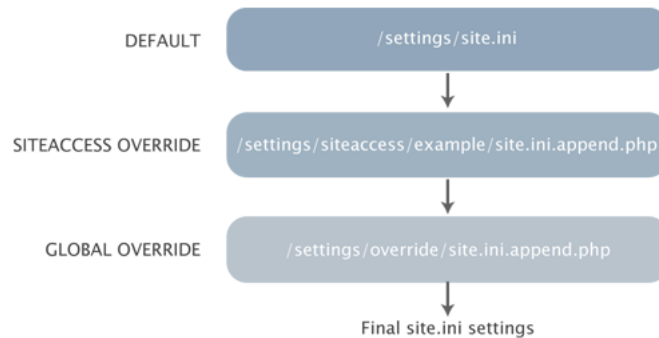 DEFAULT
/settings/site.ini
SITEACCESS OVERRIDE
/settings/siteaccess/example/site.ini.append.php
GLOBAL OVERRIDE
/settings/override/site.ini.append.php
Final site.ini settings